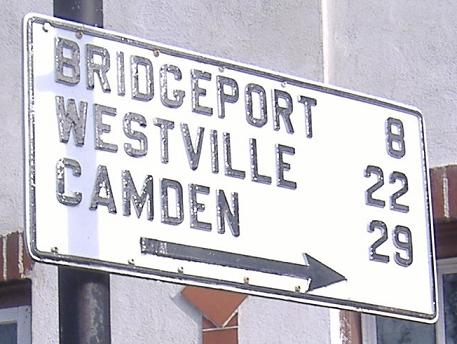 BRIDGEPORT 8
WESTVILLE 22
CAMDEN 29